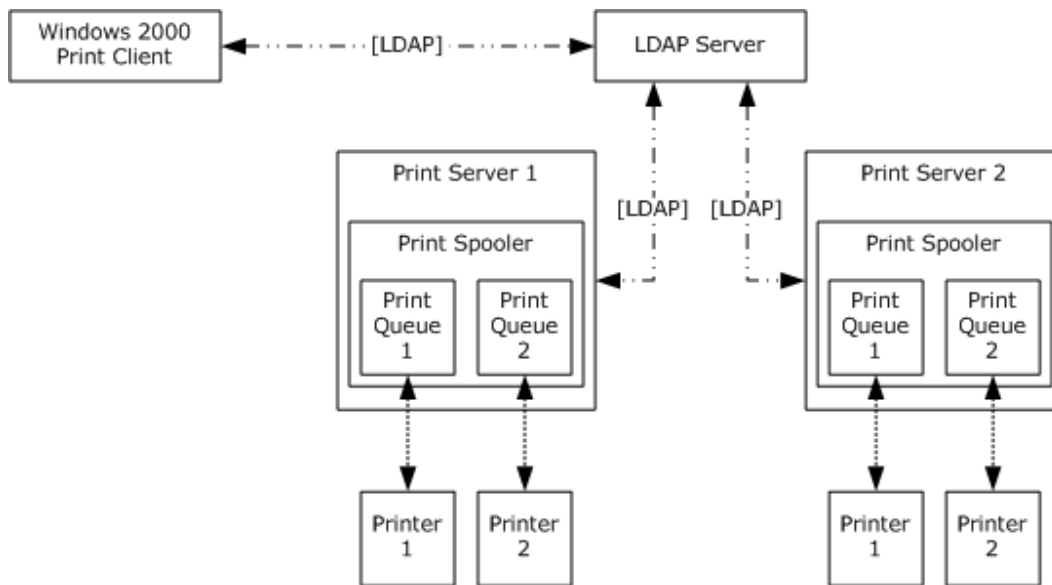 Windows 2000
Print Client
[LDAP]
LDAP Server
Print Server 1
Print Server 2
[LDAP]
[LDAP]
Print Spooler
Print Spooler
Print
Queue
1
Print
Queue
2
Print
Queue
1
Print
Queue
2
Printer
1
Printer
2
Printer
1
Printer
2